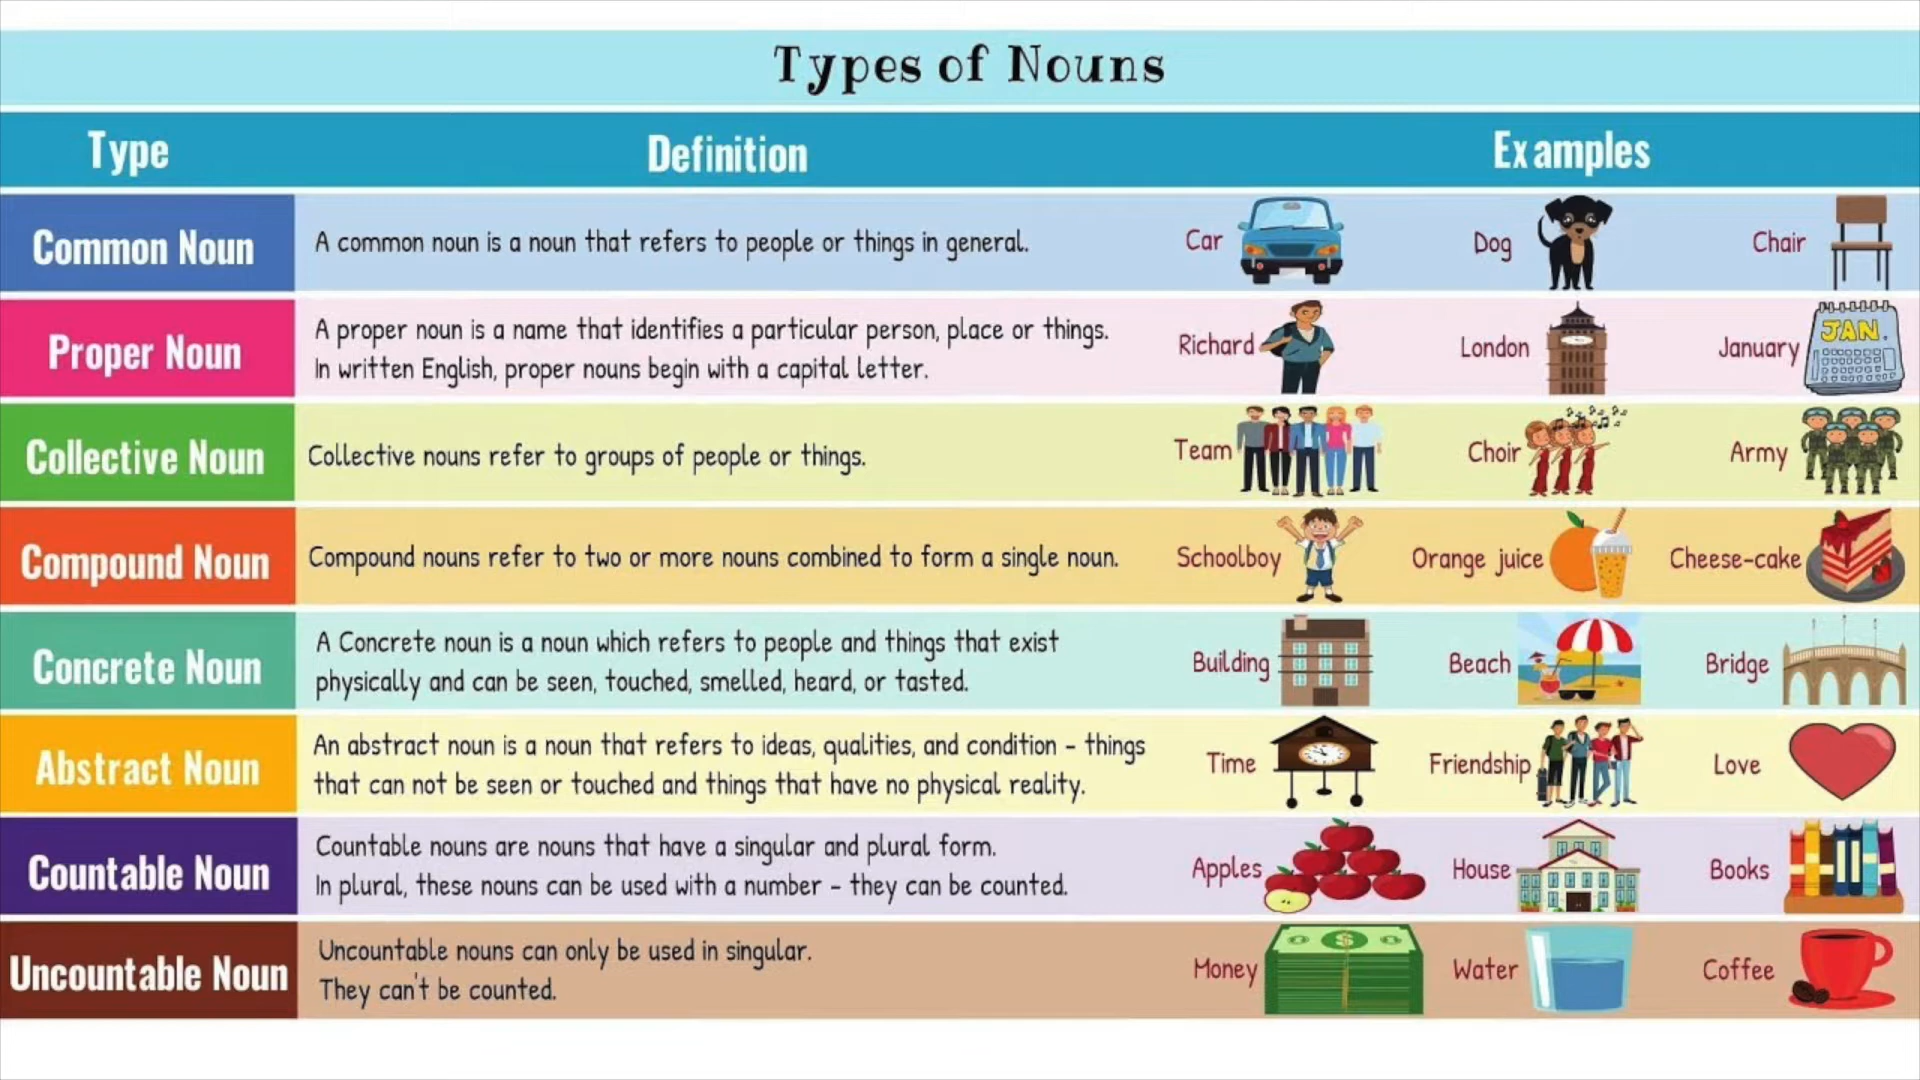 Types of Nouns
Type Definition Examples
Common Noun A common noun is a noun that refers to people or things in general. Car Dog Chair
Proper Noun A proper noun is a name that identifies a particular person, place or things.
In written English, proper nouns begin with a capital letter. Richard London January JAN.
Collective Noun Collective nouns refer to groups of people or things. Team Choir Army
Compound Noun Compound nouns refer to two or more nouns combined to form a single noun. Schoolboy Orange juice Cheese-cake
Concrete Noun A Concrete noun is a noun which refers to people and things that exist
physically and can be seen, touched, smelled, heard, or tasted. Building Beach Bridge
Abstract Noun An abstract noun is a noun that refers to ideas, qualities, and condition - things
that can not be seen or touched and things that have no physical reality. Time Friendship Love
Countable Noun Countable nouns are nouns that have a singular and plural form.
In plural, these nouns can be used with a number - they can be counted. Apples House Books
Uncountable Noun Uncountable nouns can only be used in singular.
They can't be counted. Money Water Coffee